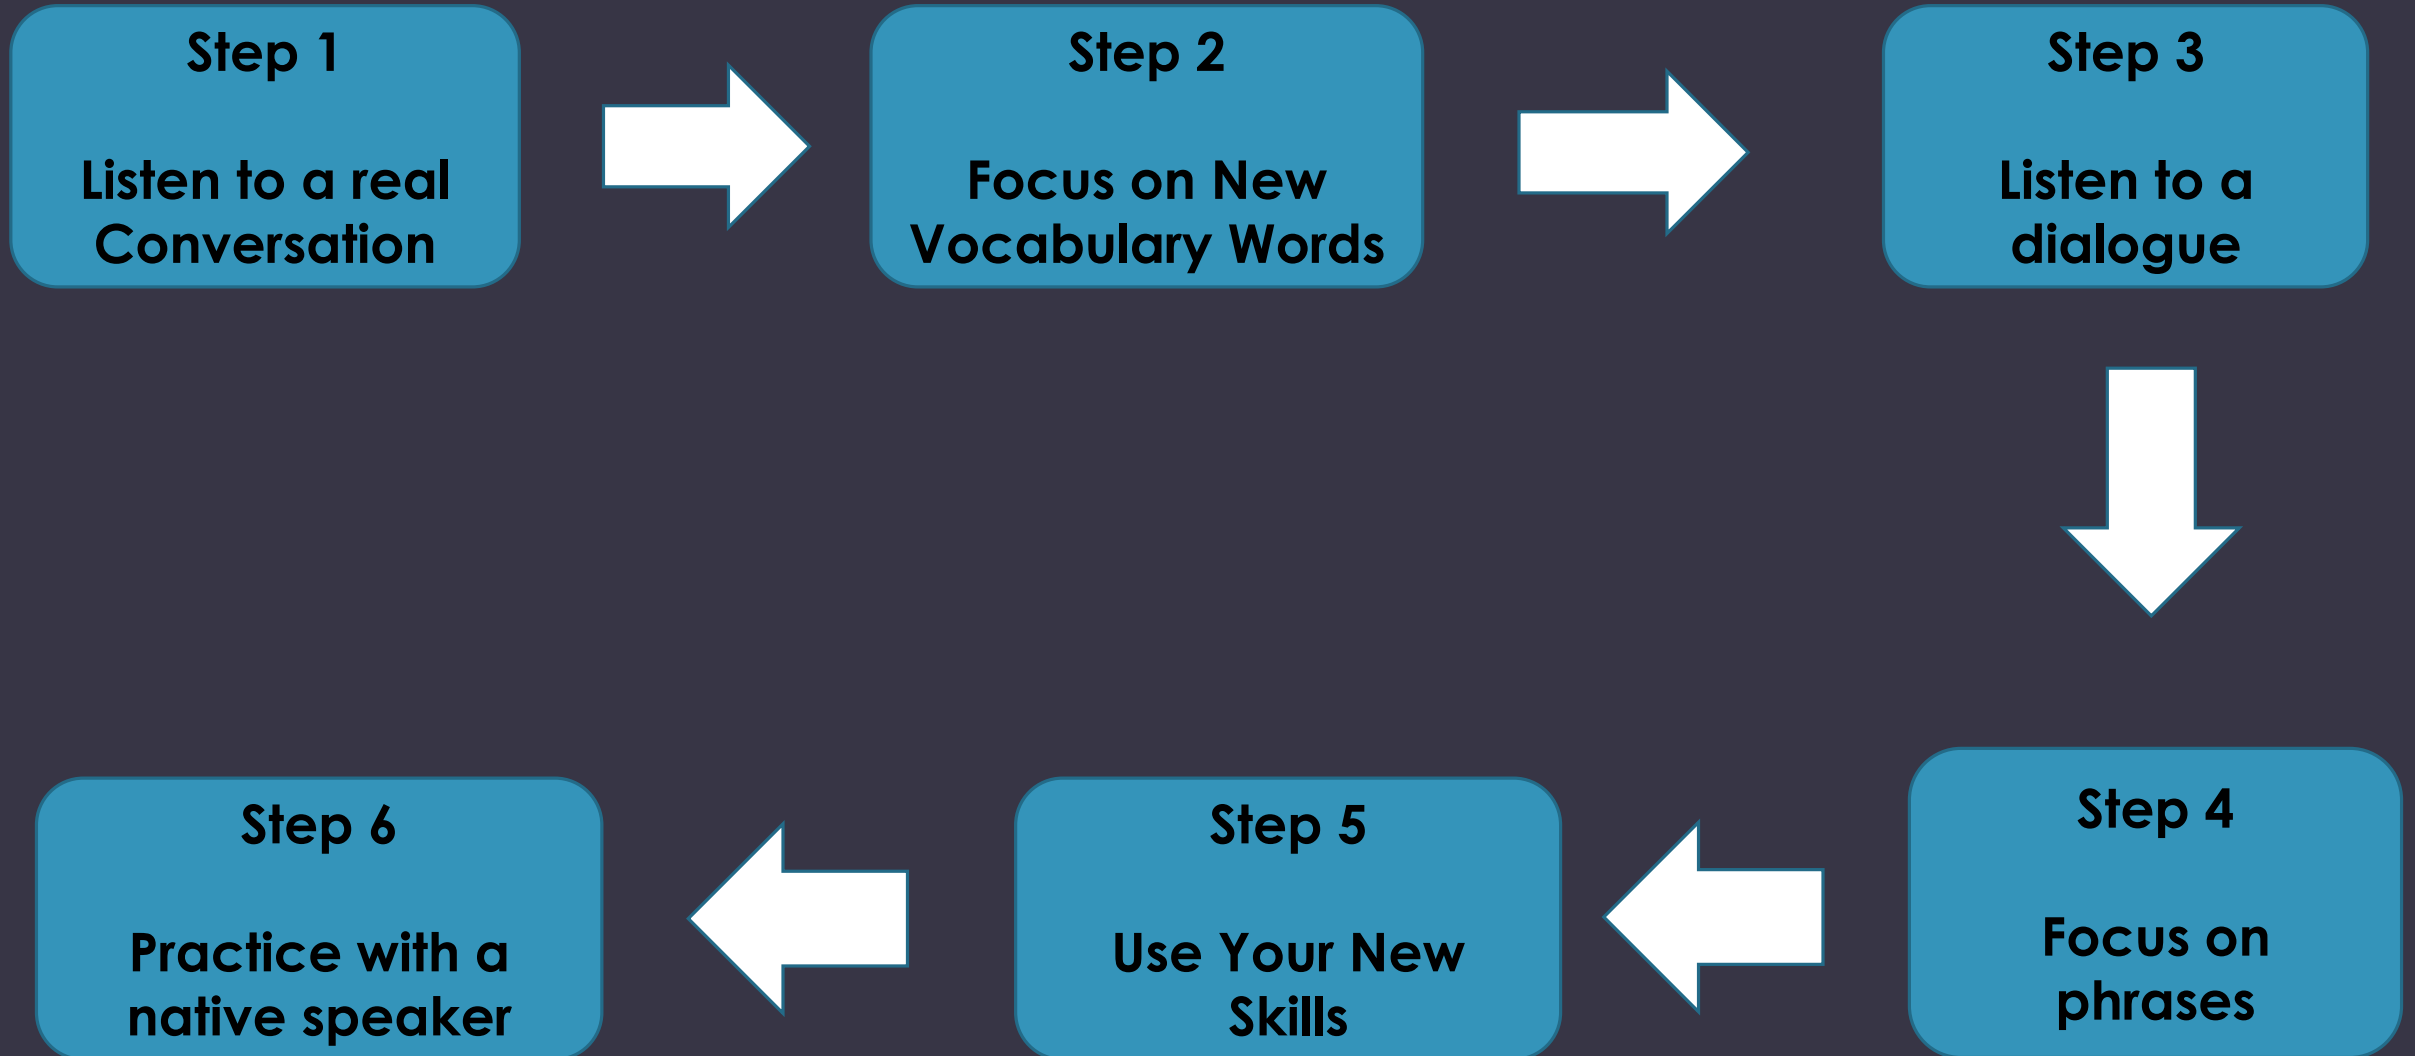 Step 1
Listen to a real
Conversation
Step 2
Focus on New
Vocabulary Words
Step 3
Listen to a
dialogue
Step 4
Focus on
phrases
Step 5
Use Your New
Skills
Step 6
Practice with a
native speaker